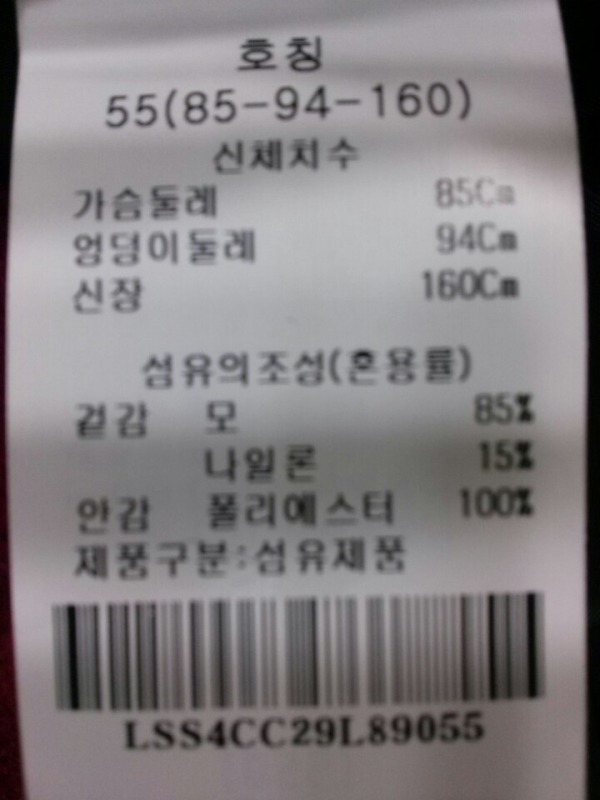 호칭
55(85-94-160)
신체치수
가슴둘레 85Cm
엉덩이둘레 94Cm
신장 160Cm
섬유의조성(혼용률)
겉감 모 85%
나일론 15%
안감 폴리에스터 100%
제품구분:섬유제품
LSS4CC29L89055